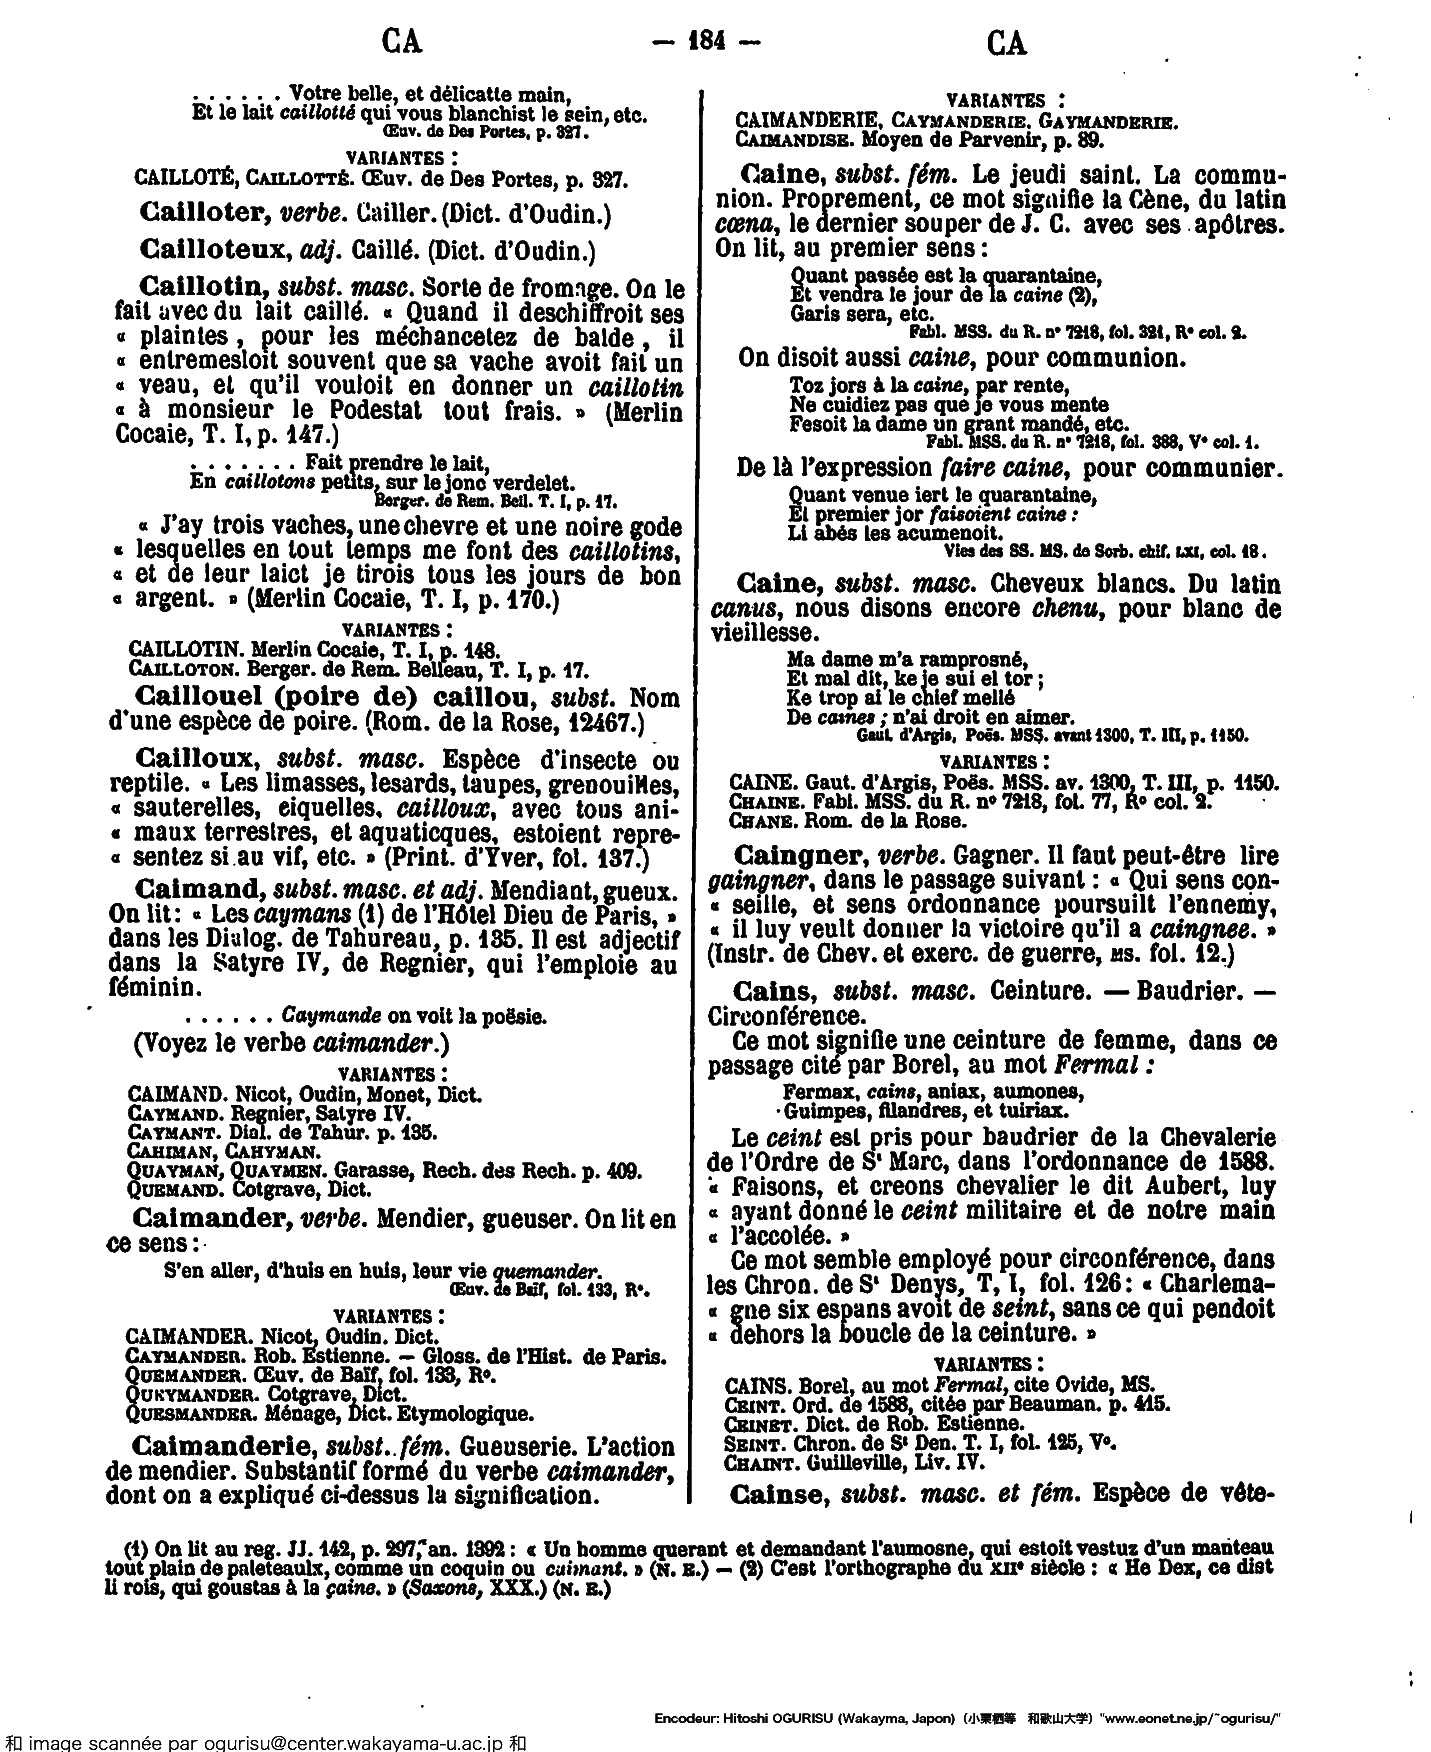 CA — 184 — CA
. . . . . . Votre belle, et délicatte main,
Et le lait caillotté qui vous blanchist le sein, etc.
Œuv. de Des Portes, p. 327.
VARIANTES :
CAILLOTÉ, CAILLOTTÉ. Œuv. de Des Portes, p. 327.
Cailloter, verbe. Cailler. (Dict. d'Oudin.)
Cailloteux, adj. Caillé. (Dict. d'Oudin.)
Caillotin, subst. masc. Sorte de fromage. On le
fait avec du lait caillé. « Quand il deschiffroit ses
« plaintes , pour les méchancetez de balde , il
« entremesloit souvent que sa vache avoit fait un
« veau, et qu'il vouloit en donner un caillotin
« à monsieur le Podestat tout frais. » (Merlin
Cocaie, T. I, p. 147.)
. . . . . . . Fait prendre le lait,
En caillotons petits, sur le jonc verdelet.
Berger. de Rem. Bell. T. I, p. 17.
« J'ay trois vaches, une chevre et une noire gode
« lesquelles en tout temps me font des caillotins,
« et de leur laict je tirois tous les jours de bon
« argent. » (Merlin Cocaie, T. I, p. 170.)
VARIANTES :
CAILLOTIN. Merlin Cocaie, T. I, p. 148.
CAILLOTON. Berger. de Rem. Belleau, T. I, p. 17.
Caillouel (poire de) caillou, subst. Nom
d'une espèce de poire. (Rom. de la Rose, 12467.)
Cailloux, subst. masc. Espèce d'insecte ou
reptile. « Les limasses, lesards, taupes, grenouilles,
« sauterelles, eiquelles, cailloux, avec tous ani-
« maux terrestres, et aquaticques, estoient repre-
« sentez si au vif, etc. » (Print. d'Yver, fol. 137.)
Caimand, subst. masc. et adj. Mendiant, gueux.
On lit : « Les caymans (1) de l'Hôtel Dieu de Paris, »
dans les Dialog. de Tahureau, p. 135. Il est adjectif
dans la Satyre IV, de Regnier, qui l'emploie au
féminin.
. . . . . . Caymande on voit la poësie.
(Voyez le verbe caimander.)
VARIANTES :
CAIMAND. Nicot, Oudin, Monet, Dict.
CAYMAND. Regnier, Satyre IV.
CAYMANT. Dial. de Tahur. p. 135.
CAHIMAN, CAHYMAN.
QUAYMAN, QUAYMEN. Garasse, Rech. des Rech. p. 409.
QUEMAND. Cotgrave, Dict.
Caimander, verbe. Mendier, gueuser. On lit en
ce sens :
S'en aller, d'huis en huis, leur vie quemander.
Œuv. de Baïf, fol. 133, R°.
VARIANTES :
CAIMANDER. Nicot, Oudin. Dict.
CAYMANDER. Rob. Estienne. — Gloss. de l'Hist. de Paris.
QUEMANDER. Œuv. de Baïf, fol. 133, R°.
QUKYMANDER. Cotgrave, Dict.
QUESMANDER. Ménage, Dict. Etymologique.
Caimanderie, subst. fém. Gueuserie. L'action
de mendier. Substantif formé du verbe caimander,
dont on a expliqué ci-dessus la signification.
VARIANTES :
CAIMANDERIE, CAYMANDERIE. GAYMANDERIE.
CAIMANDISE. Moyen de Parvenir, p. 89.
Caine, subst. fém. Le jeudi saint. La commu-
nion. Proprement, ce mot signifie la Cène, du latin
cœna, le dernier souper de J. C. avec ses apôtres.
On lit, au premier sens :
Quant passée est la quarantaine,
Et vendra le jour de la caine (2),
Garis sera, etc.
Fabl. MSS. du R. n° 7218, fol. 321, R° col. 2.
On disoit aussi caine, pour communion.
Toz jors à la caine, par rente,
Ne cuidiez pas que je vous mente
Fesoit la dame un grant mandé, etc.
Fabl. MSS. du R. n° 7218, fol. 388, V° col. 1.
De là l'expression faire caine, pour communier.
Quant venue iert le quarantaine,
El premier jor faisoient caine :
Li abés les acumenoit.
Vies des SS. MS. de Sorb. chif. LXI, col. 18.
Caine, subst. masc. Cheveux blancs. Du latin
canus, nous disons encore chenu, pour blanc de
vieillesse.
Ma dame m'a ramprosné,
Et mal dit, ke je sui el tor ;
Ke trop ai le chief mellé
De caines ; n'ai droit en aimer.
Gaut. d'Argis, Poës. MSS. avant 1300, T. III, p. 1150.
VARIANTES :
CAINE. Gaut. d'Argis, Poës. MSS. av. 1300, T. III, p. 1150.
CHAINE. Fabl. MSS. du R. n° 7218, fol. 77, R° col. 2.
CHANE. Rom. de la Rose.
Caingner, verbe. Gagner. Il faut peut-être lire
gaingner, dans le passage suivant : « Qui sens con-
« seille, et sens ordonnance poursuilt l'ennemy,
« il luy veult donner la victoire qu'il a caingnee. »
(Instr. de Chev. et exerc. de guerre, MS. fol. 12.)
Cains, subst. masc. Ceinture. — Baudrier. —
Circonférence.
Ce mot signifie une ceinture de femme, dans ce
passage cité par Borel, au mot Fermal :
Fermax, cains, aniax, aumones,
Guimpes, filandres, et tuiriax.
Le ceint est pris pour baudrier de la Chevalerie
de l'Ordre de St Marc, dans l'ordonnance de 1588.
« Faisons, et creons chevalier le dit Aubert, luy
« ayant donné le ceint militaire et de notre main
« l'accolée. »
Ce mot semble employé pour circonférence, dans
les Chron. de St Denys, T, I, fol. 126 : « Charlema-
« gne six espans avoit de seint, sans ce qui pendoit
« dehors la boucle de la ceinture. »
VARIANTES :
CAINS. Borel, au mot Fermal, cite Ovide, MS.
CEINT. Ord. de 1588, citée par Beauman. p. 415.
CEINET. Dict. de Rob. Estienne.
SEINT. Chron. de St Den. T. I, fol. 125, V°.
CHAINT. Guilleville, Liv. IV.
Cainse, subst. masc. et fém. Espèce de vête-
(1) On lit au reg. JJ. 142, p. 297, an. 1392 : « Un homme querant et demandant l'aumosne, qui estoit vestuz d'un manteau
tout plain de paleteaulx, comme un coquin ou caimant. » (N. E.) — (2) C'est l'orthographe du XIIe siècle : « He Dex, ce dist
li rois, qui goustas à la çaine. » (Saxons, XXX.) (N. E.)
Encodeur: Hitoshi OGURISU (Wakayma, Japon) (小栗栖等 和歌山大学) "www.eonet.ne.jp/~ogurisu/"
和 image scannée par ogurisu@center.wakayama-u.ac.jp 和